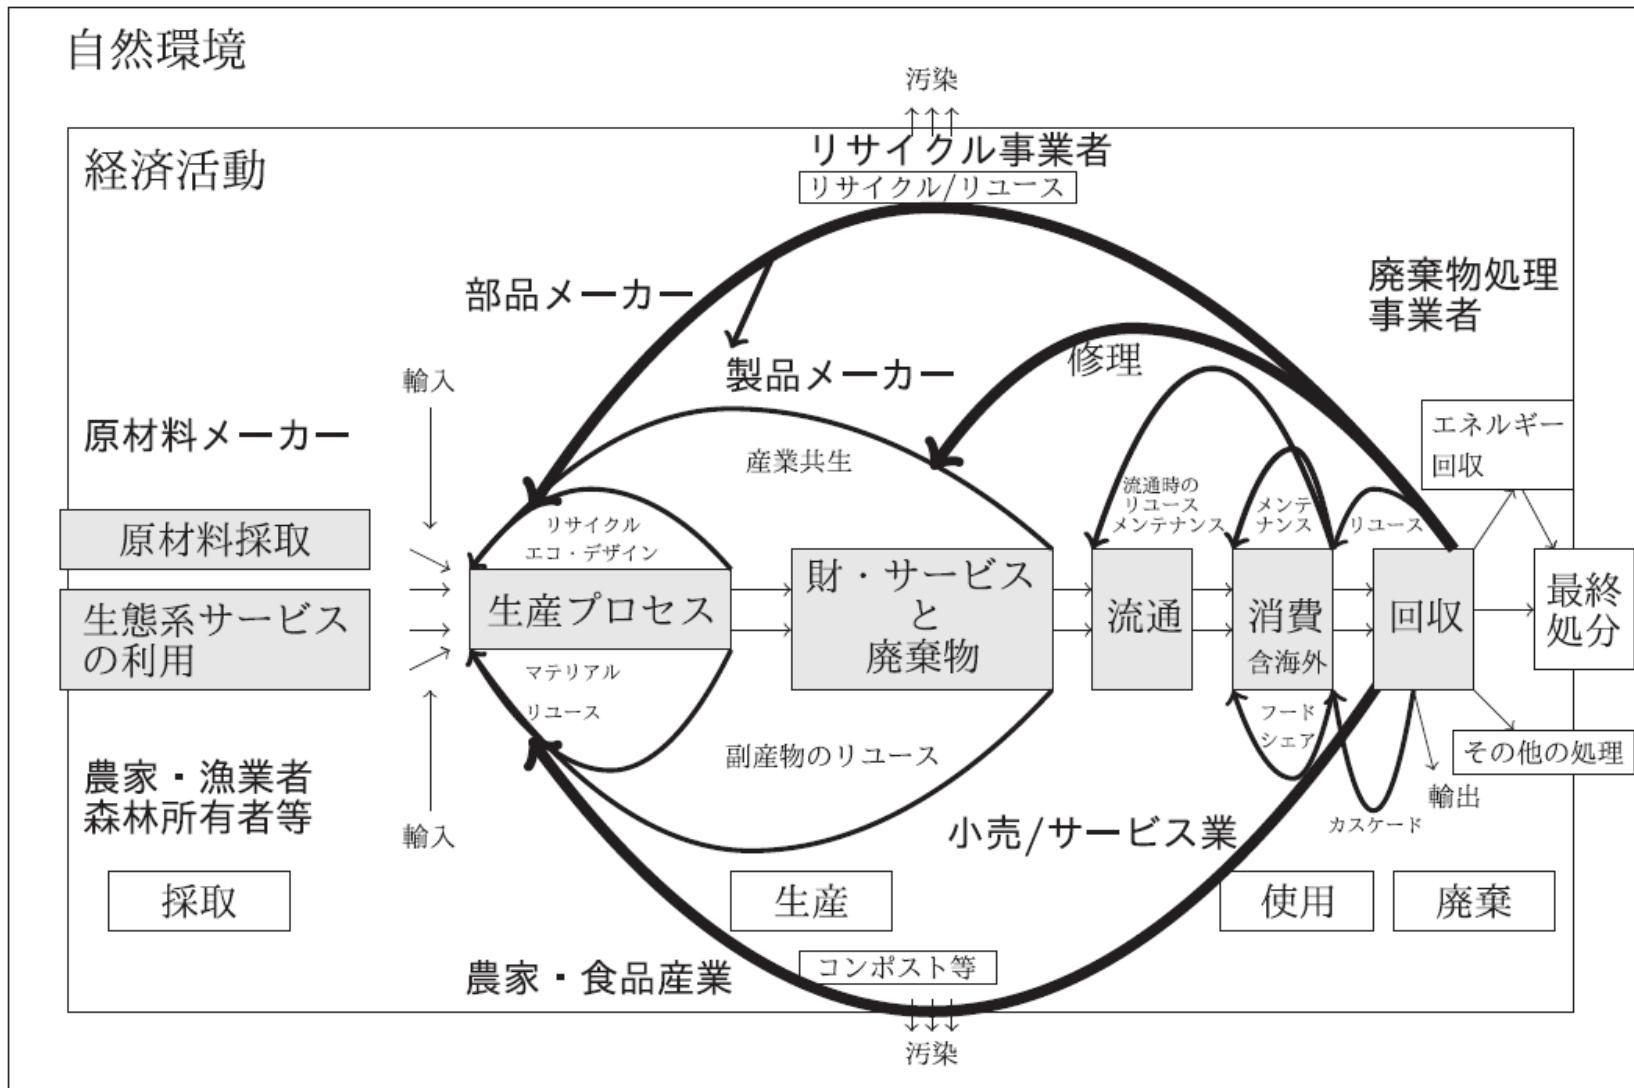 自然環境
汚染
経済活動
リサイクル事業者
リサイクル/リユース
部品メーカー
廃棄物処理
事業者
修理
製品メーカー
輸入
原材料メーカー
産業共生
エネルギー
回収
流通時の
リユース
メンテナンス
メンテ
ナンス
リユース
リサイクル
エコ・デザイン
原材料採取
生態系サービス
の利用
生産プロセス
財・サービス
と
廃棄物
流通
消費
含海外
回収
最終
処分
マテリアル
リユース
フード
シェア
副産物のリユース
その他の処理
輸出
カスケード
農家・漁業者
森林所有者等
輸入
小売/サービス業
採取
生産
使用
廃棄
農家・食品産業
コンポスト等
汚染